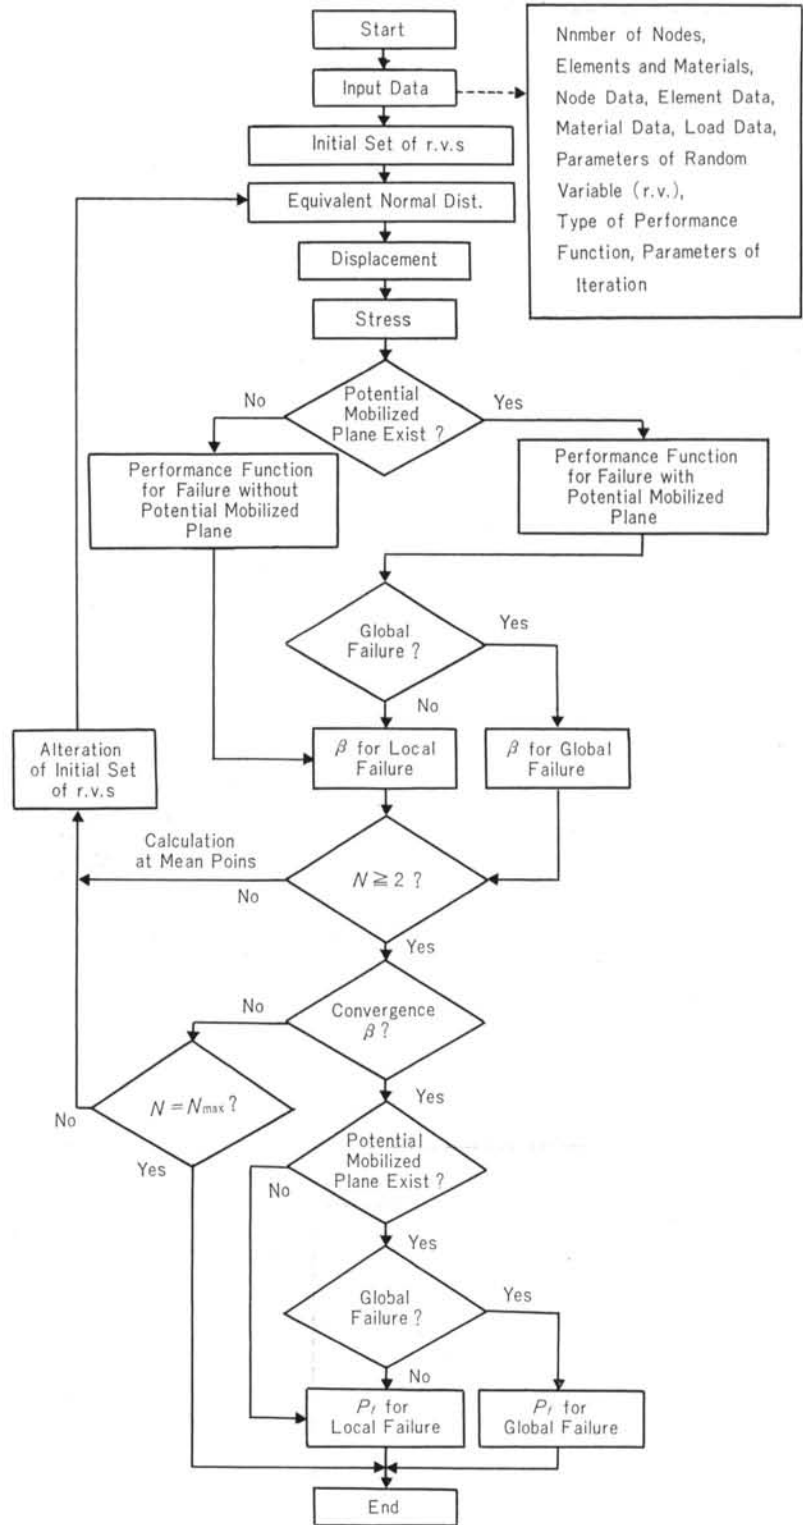 Start
Input Data
Nnmber of Nodes,
Elements and Materials,
Node Data, Element Data,
Material Data, Load Data,
Parameters of Random
Variable (r.v.),
Type of Performance
Function, Parameters of
Iteration
Initial Set of r.v.s
Equivalent Normal Dist.
Displacement
Stress
Potential
Mobilized
Plane Exist ?
No
Yes
Performance Function
for Failure without
Potential Mobilized
Plane
Performance Function
for Failure with
Potential Mobilized
Plane
Global
Failure ?
Yes
No
β for Local
Failure
β for Global
Failure
Alteration
of Initial Set
of r.v.s
Calculation
at Mean Poins
No
N ≧ 2 ?
Yes
Convergence
β ?
No
Yes
N = Nmax ?
No
Yes
Potential
Mobilized
Plane Exist ?
No
Yes
Global
Failure ?
Yes
No
Pf for
Local Failure
Pf for
Global Failure
End